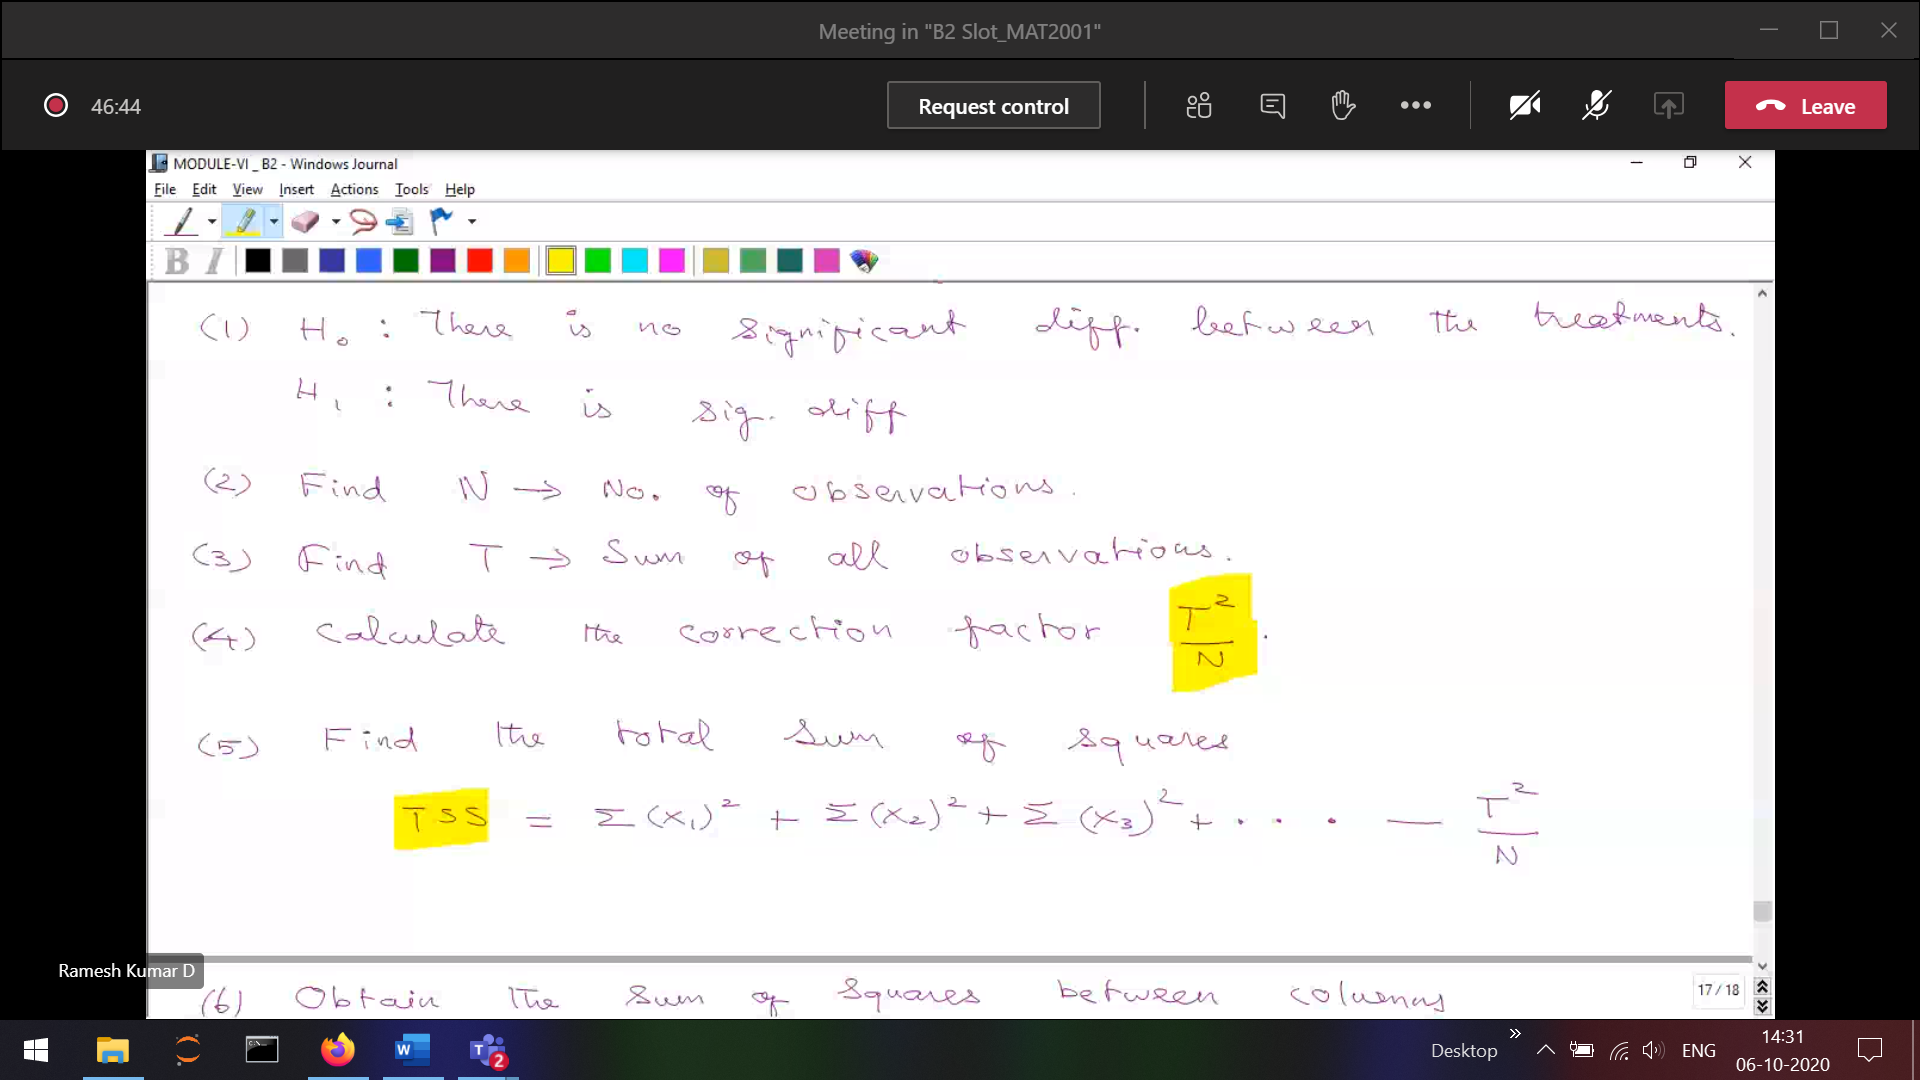 Meeting in "B2 Slot_MAT2001"
46:44
Request control
Leave
MODULE-VI _ B2 - Windows Journal
File Edit View Insert Actions Tools Help
B I
(1) H₀ : There is no significant diff. between the treatments.
H₁ : There is sig. diff
(2) Find N → No. of observations.
(3) Find T → Sum of all observations.
(4) Calculate the correction factor T²/N.
(5) Find the total sum of squares
TSS = Σ(X₁)² + Σ(X₂)² + Σ(X₃)² + . . . — T²/N
Ramesh Kumar D
(6) Obtain the sum of squares between columns
17 / 18
Desktop
ENG
14:31
06-10-2020
2